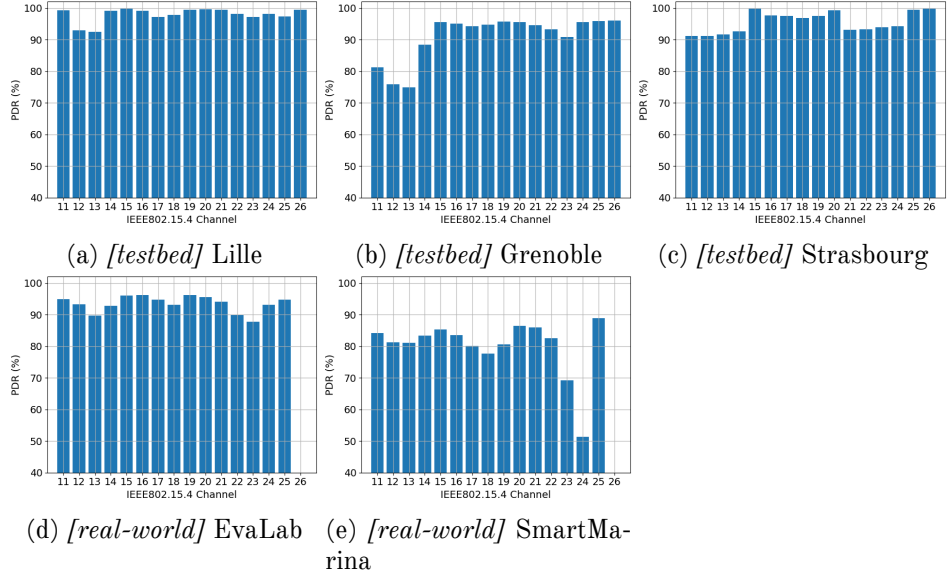 100
90
80
70
60
50
40
PDR (%)
11 12 13 14 15 16 17 18 19 20 21 22 23 24 25 26
IEEE802.15.4 Channel
(a) [testbed] Lille
100
90
80
70
60
50
40
PDR (%)
11 12 13 14 15 16 17 18 19 20 21 22 23 24 25 26
IEEE802.15.4 Channel
(b) [testbed] Grenoble
100
90
80
70
60
50
40
PDR (%)
11 12 13 14 15 16 17 18 19 20 21 22 23 24 25 26
IEEE802.15.4 Channel
(c) [testbed] Strasbourg
100
90
80
70
60
50
40
PDR (%)
11 12 13 14 15 16 17 18 19 20 21 22 23 24 25 26
IEEE802.15.4 Channel
(d) [real-world] EvaLab
100
90
80
70
60
50
40
PDR (%)
11 12 13 14 15 16 17 18 19 20 21 22 23 24 25 26
IEEE802.15.4 Channel
(e) [real-world] SmartMa-
rina